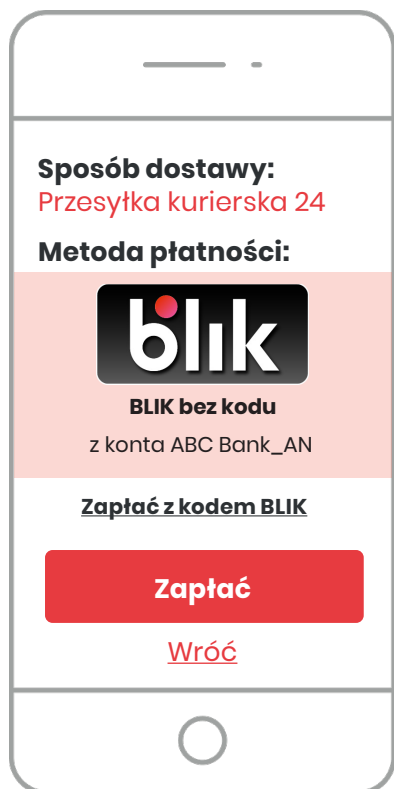 Sposób dostawy:
Przesyłka kurierska 24
Metoda płatności:
blik
BLIK bez kodu
z konta ABC Bank_AN
Zapłać z kodem BLIK
Zapłać
Wróć